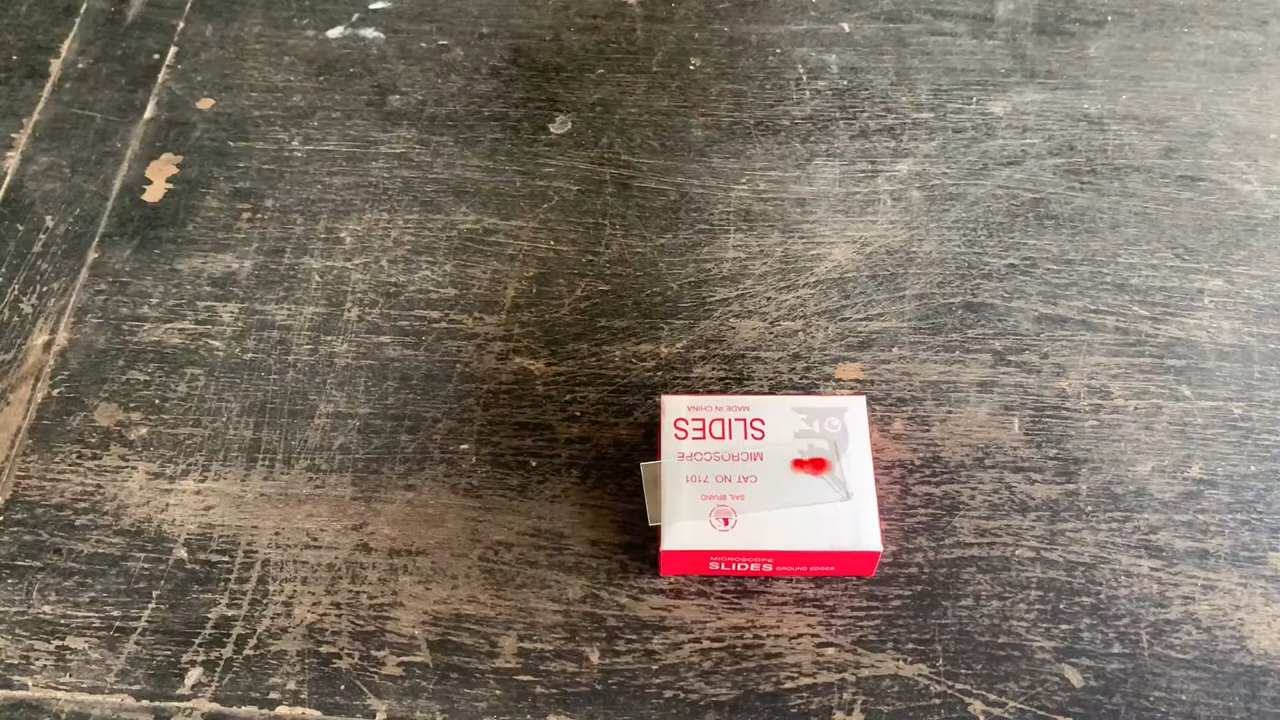 SAIL BRAND
CAT. NO. 7101
MICROSCOPE
SLIDES
MADE IN CHINA
MICROSCOPE
SLIDES GROUND EDGES